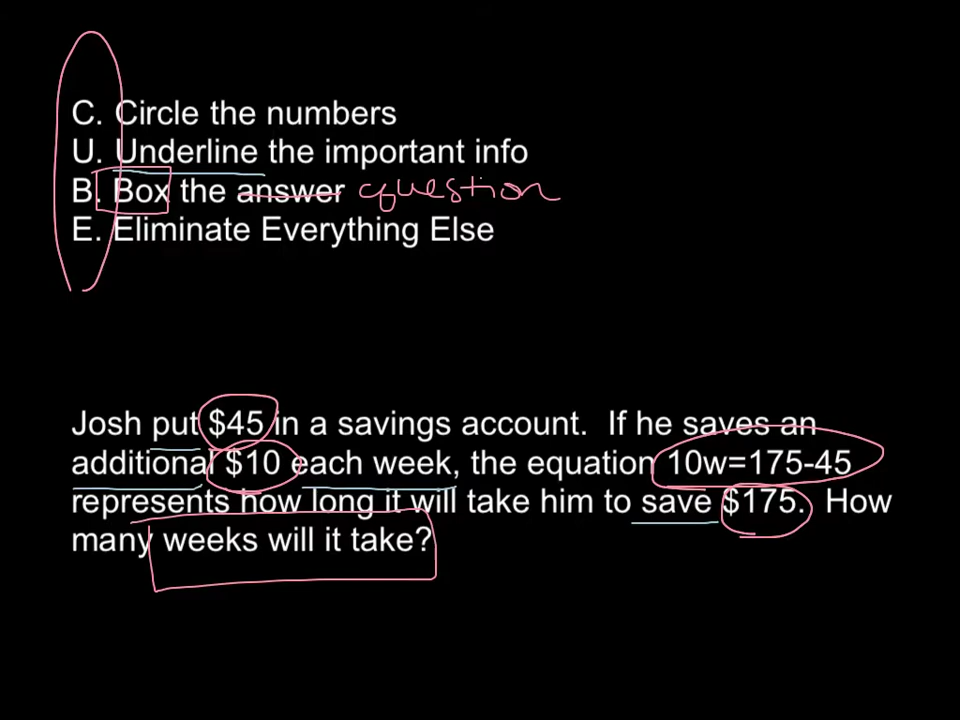 C. Circle the numbers
U. Underline the important info
B. Box the answer question
E. Eliminate Everything Else
Josh put $45 in a savings account. If he saves an
additional $10 each week, the equation 10w=175-45
represents how long it will take him to save $175. How
many weeks will it take?